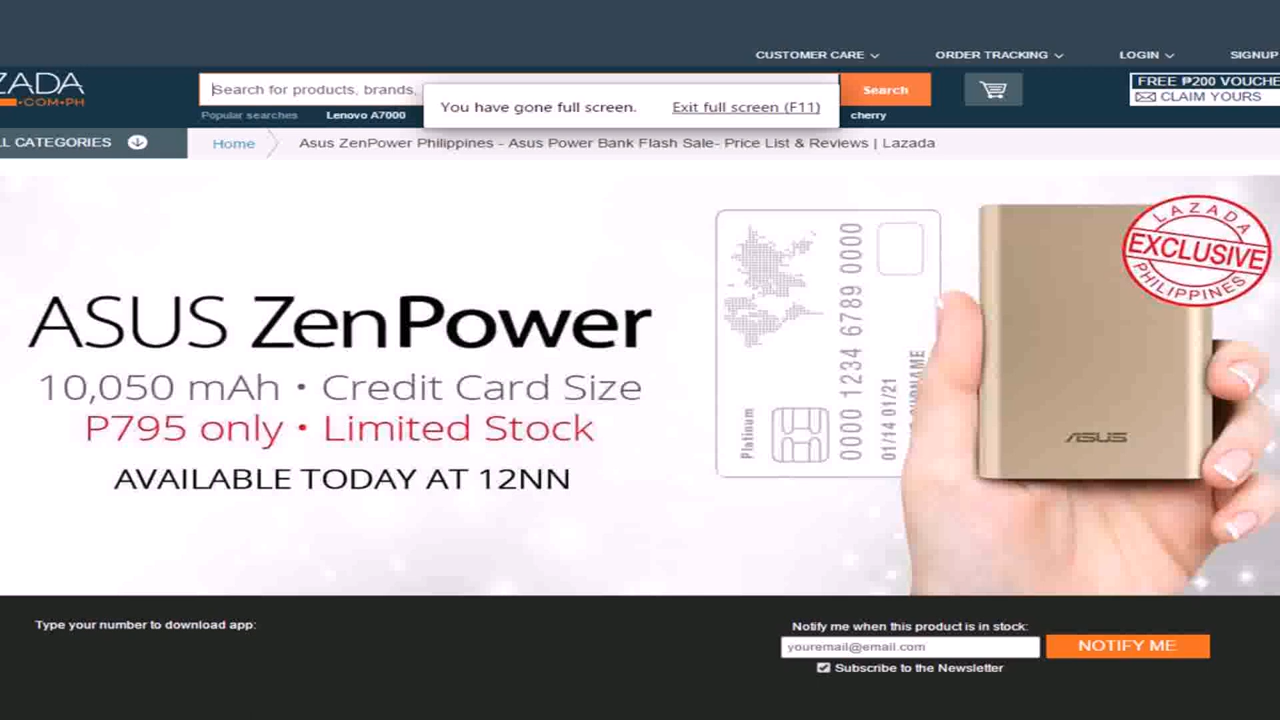 CUSTOMER CARE
ORDER TRACKING
LOGIN
SIGNUP
ZADA
.COM.PH
Search for products, brands,
Search
FREE ₱200 VOUCHE
CLAIM YOURS
You have gone full screen.
Exit full screen (F11)
Popular searches
Lenovo A7000
cherry
L CATEGORIES
Home
Asus ZenPower Philippines - Asus Power Bank Flash Sale- Price List & Reviews | Lazada
LAZADA
EXCLUSIVE
PHILIPPINES
ASUS ZenPower
10,050 mAh • Credit Card Size
P795 only • Limited Stock
AVAILABLE TODAY AT 12NN
Platinum
0000 1234 6789 0000
01/14 01/21
ASUS
Type your number to download app:
Notify me when this product is in stock:
youremail@email.com
NOTIFY ME
Subscribe to the Newsletter